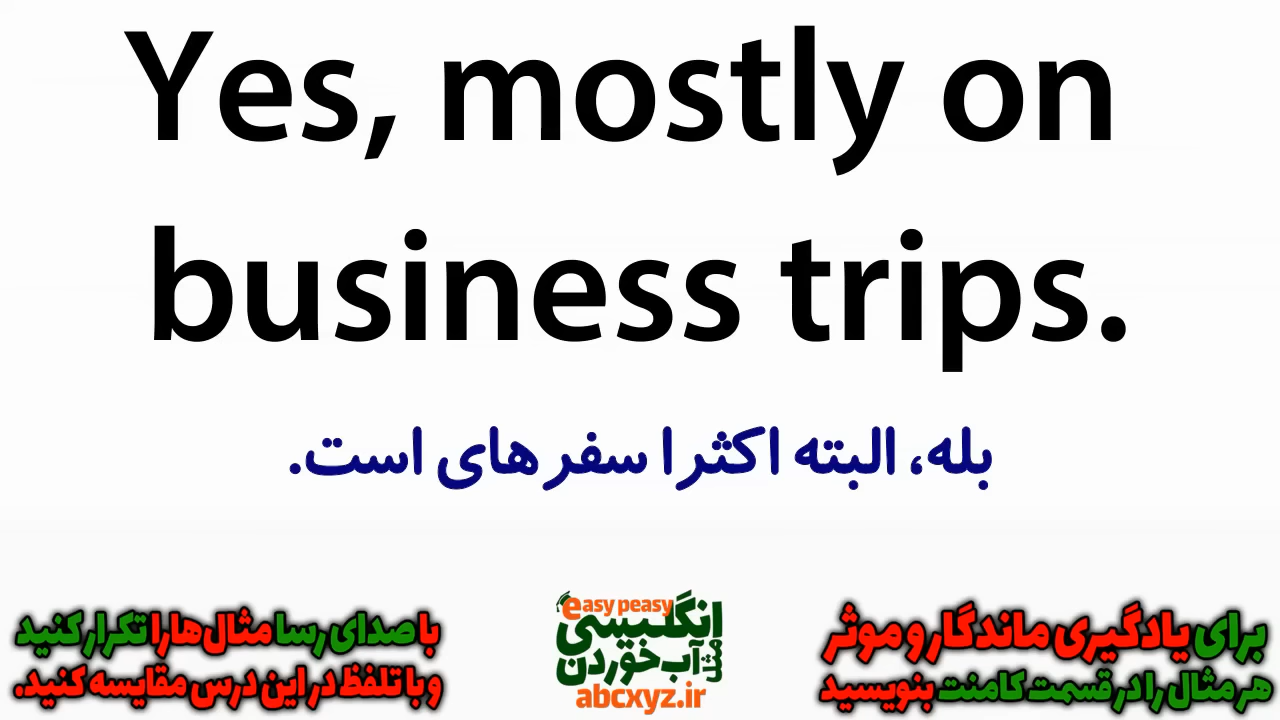 Yes, mostly on
business trips.
بله، البته اکثرا سفرهای است.
برای یادگیری ماندگار و موثر
هر مثال را در قسمت کامنت بنویسید
easy peasy
انگلیسی
مثل آب خوردن
abcxyz.ir
با صدای رسا مثال‌ها را تکرار کنید
و با تلفظ در این درس مقایسه کنید.